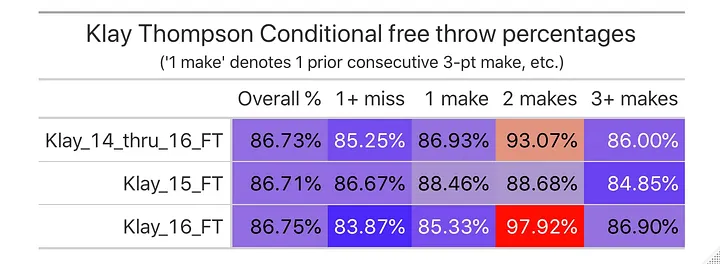 Klay Thompson Conditional free throw percentages
('1 make' denotes 1 prior consecutive 3-pt make, etc.)
Overall % 1+ miss 1 make 2 makes 3+ makes
Klay_14_thru_16_FT 86.73% 85.25% 86.93% 93.07% 86.00%
Klay_15_FT 86.71% 86.67% 88.46% 88.68% 84.85%
Klay_16_FT 86.75% 83.87% 85.33% 97.92% 86.90%